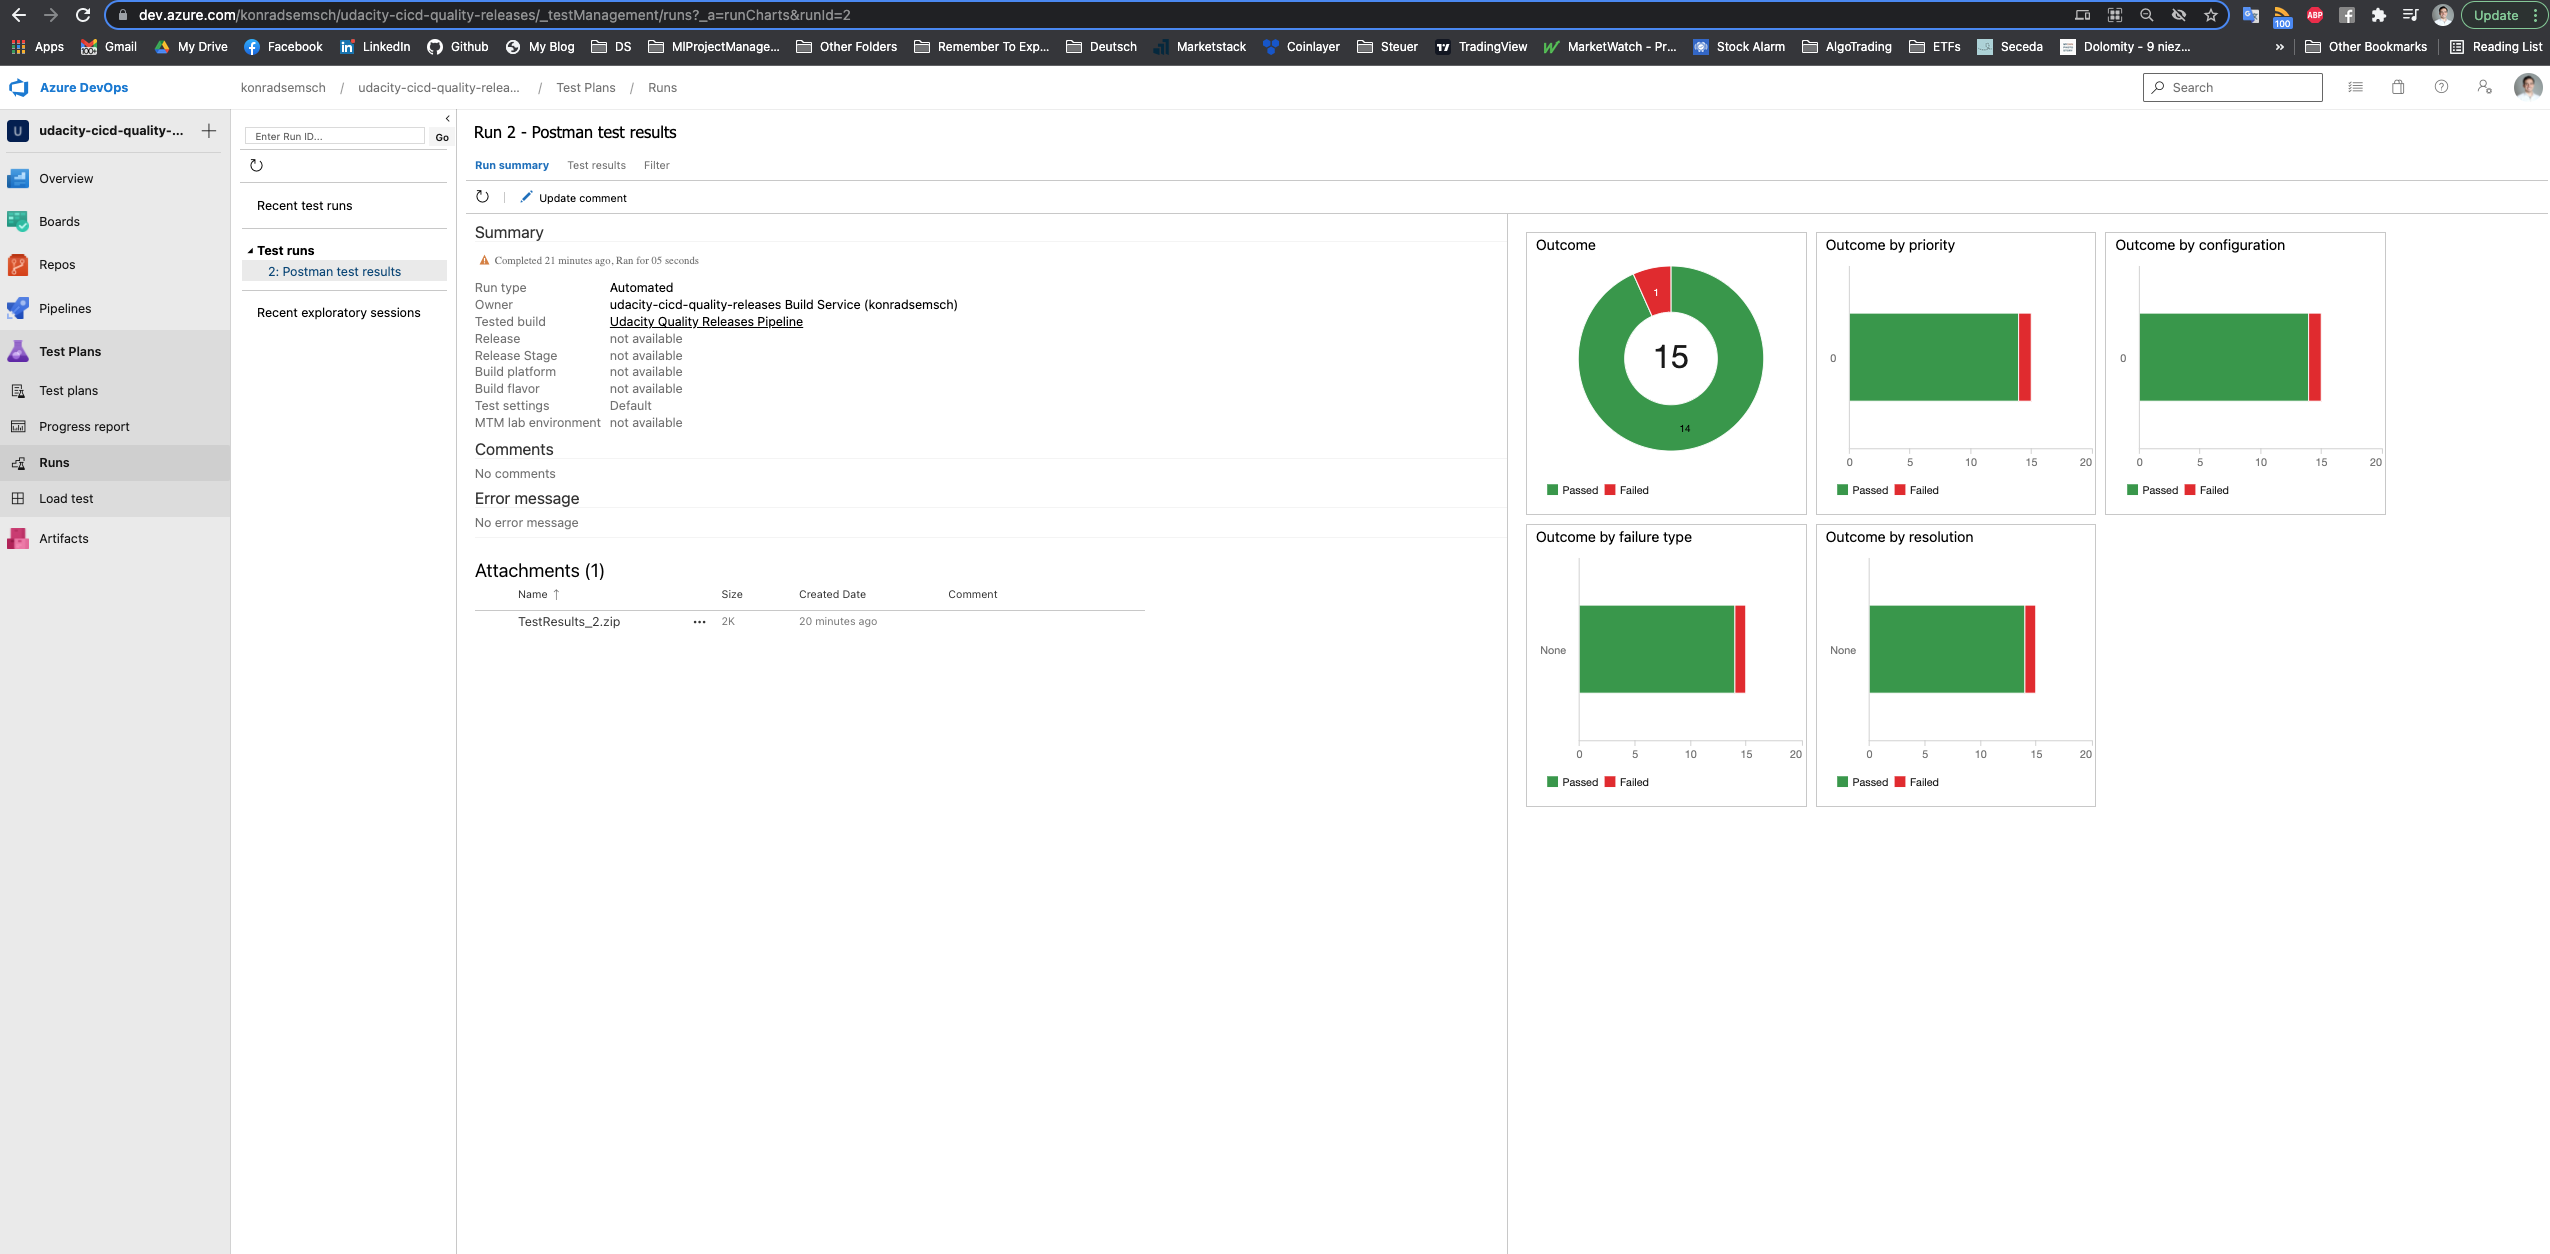 dev.azure.com/konradsemsch/udacity-cicd-quality-releases/_testManagement/runs?_a=runCharts&runId=2
100
ABP
Update
Apps
100+
Gmail
My Drive
Facebook
LinkedIn
Github
My Blog
DS
MlProjectManage...
Other Folders
Remember To Exp...
Deutsch
Marketstack
Coinlayer
Steuer
TradingView
MarketWatch - Pr...
Stock Alarm
AlgoTrading
ETFs
Seceda
Dolomity - 9 niez...
»
Other Bookmarks
Reading List
Azure DevOps
konradsemsch / udacity-cicd-quality-relea... / Test Plans / Runs
Search
U
udacity-cicd-quality-...
Overview
Boards
Repos
Pipelines
Test Plans
Test plans
Progress report
Runs
Load test
Artifacts
Enter Run ID...
Go
Recent test runs
Test runs
2: Postman test results
Recent exploratory sessions
Run 2 - Postman test results
Run summary Test results Filter
Update comment
Summary
Completed 21 minutes ago, Ran for 05 seconds
Run type Automated
Owner udacity-cicd-quality-releases Build Service (konradsemsch)
Tested build Udacity Quality Releases Pipeline
Release not available
Release Stage not available
Build platform not available
Build flavor not available
Test settings Default
MTM lab environment not available
Comments
No comments
Error message
No error message
Attachments (1)
Name ↑ Size Created Date Comment
TestResults_2.zip ... 2K 20 minutes ago
Outcome
1
15
14
Passed Failed
Outcome by priority
0
0 5 10 15 20
Passed Failed
Outcome by configuration
0
0 5 10 15 20
Passed Failed
Outcome by failure type
None
0 5 10 15 20
Passed Failed
Outcome by resolution
None
0 5 10 15 20
Passed Failed